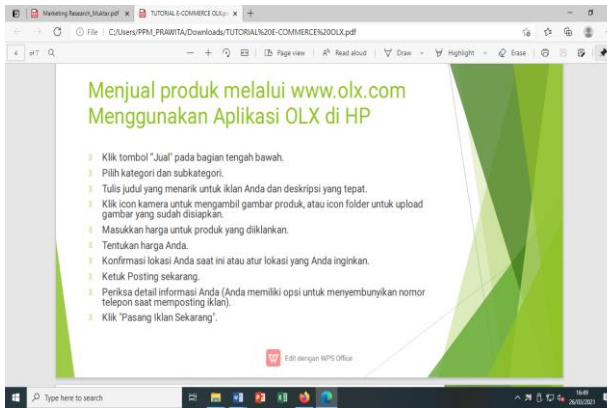 Marketing Research_Muktar.pdf
TUTORIAL E-COMMERCE OLX.p
File | C:/Users/PPM_PRAWITA/Downloads/TUTORIAL%20E-COMMERCE%20OLX.pdf
4 of 7 Page view Read aloud Draw Highlight Erase
Menjual produk melalui www.olx.com
Menggunakan Aplikasi OLX di HP
Klik tombol "Jual" pada bagian tengah bawah.
Pilih kategori dan subkategori.
Tulis judul yang menarik untuk iklan Anda dan deskripsi yang tepat.
Klik icon kamera untuk mengambil gambar produk, atau icon folder untuk upload
gambar yang sudah disiapkan.
Masukkan harga untuk produk yang diiklankan.
Tentukan harga Anda.
Konfirmasi lokasi Anda saat ini atau atur lokasi yang Anda inginkan.
Ketuk Posting sekarang.
Periksa detail informasi Anda (Anda memiliki opsi untuk menyembunyikan nomor
telepon saat memposting iklan).
Klik "Pasang Iklan Sekarang".
Edit dengan WPS Office
Type here to search
16:49
26/03/2021